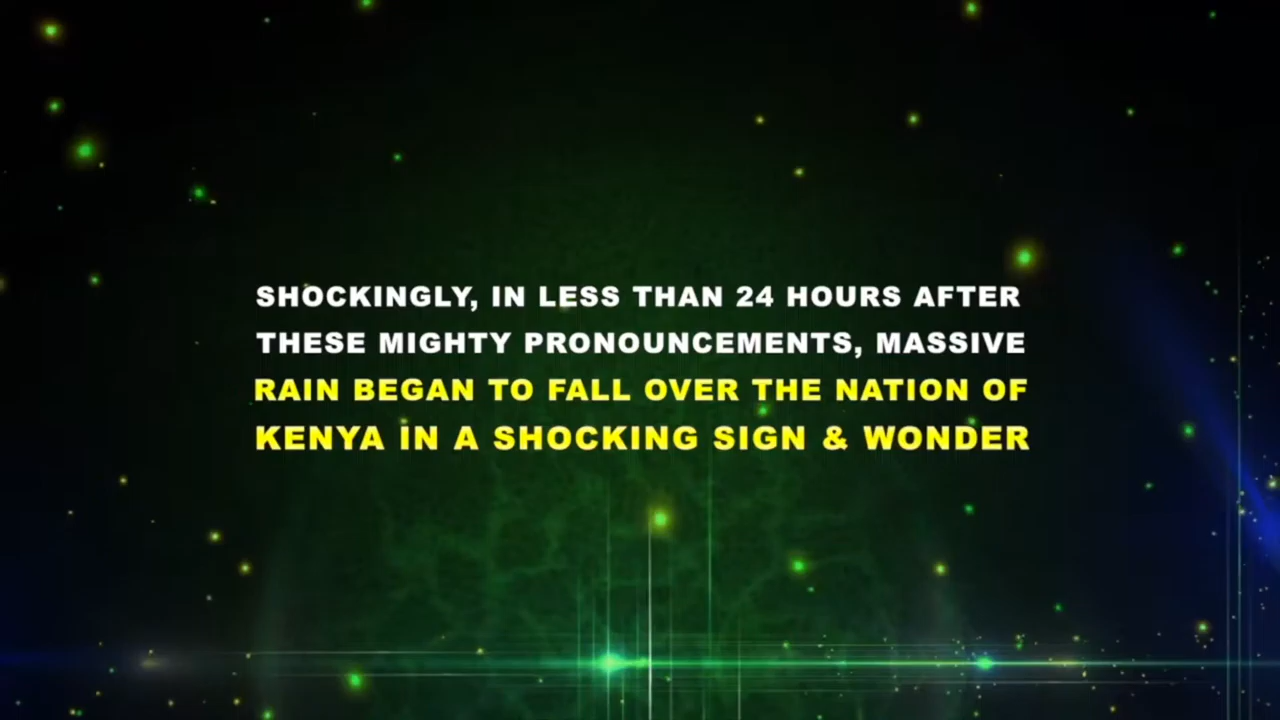 SHOCKINGLY, IN LESS THAN 24 HOURS AFTER
THESE MIGHTY PRONOUNCEMENTS, MASSIVE
RAIN BEGAN TO FALL OVER THE NATION OF
KENYA IN A SHOCKING SIGN & WONDER